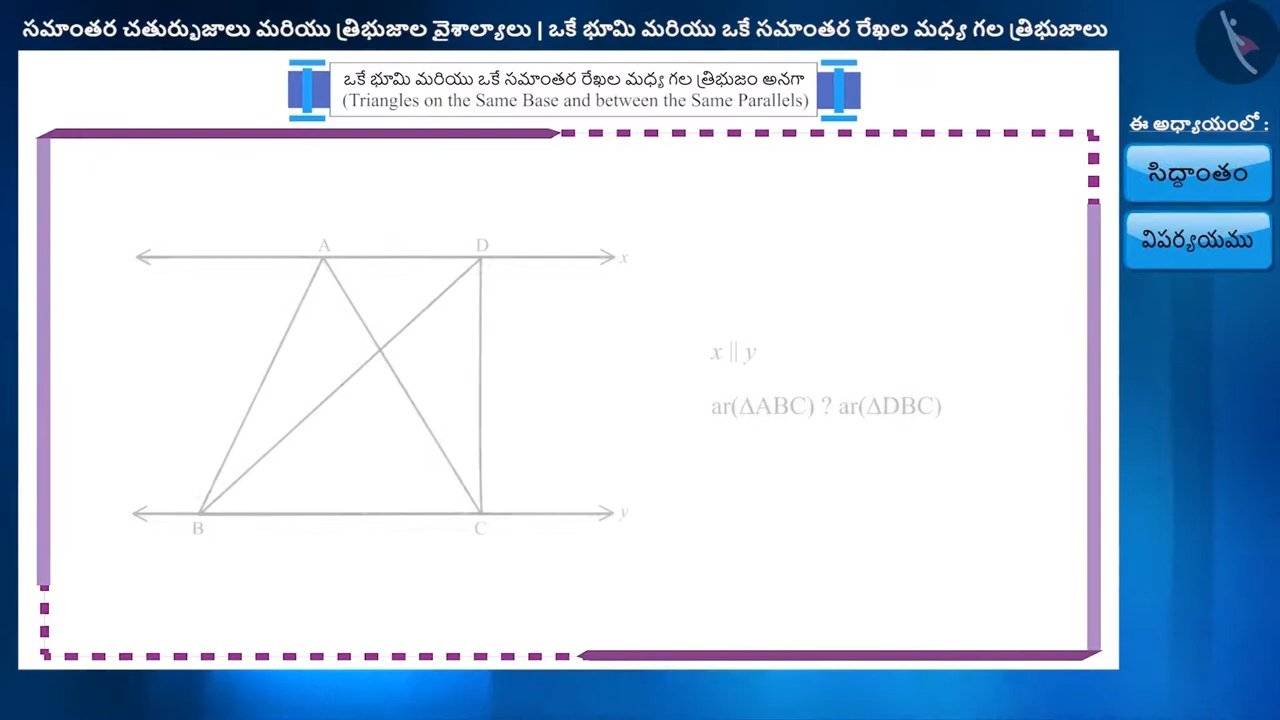 సమాంతర చతుర్భుజాలు మరియు త్రిభుజాల వైశాల్యాలు | ఒకే భూమి మరియు ఒకే సమాంతర రేఖల మధ్య గల త్రిభుజాలు
ఒకే భూమి మరియు ఒకే సమాంతర రేఖల మధ్య గల త్రిభుజం అనగా
(Triangles on the Same Base and between the Same Parallels)
ఈ అధ్యాయంలో :
సిద్ధాంతం
విపర్యయము
A D
x
x || y
ar(ΔABC) ? ar(ΔDBC)
y
B C